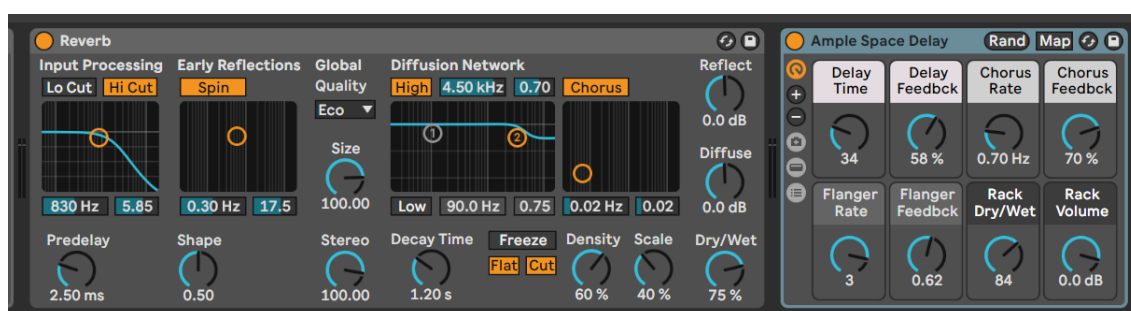 Reverb
Input Processing
Lo Cut Hi Cut
830 Hz 5.85
Predelay
2.50 ms
Early Reflections
Spin
0.30 Hz 17.5
Shape
0.50
Global
Quality
Eco
Size
100.00
Stereo
100.00
Diffusion Network
High 4.50 kHz 0.70 Chorus
1
2
Low 90.0 Hz 0.75 0.02 Hz 0.02
Decay Time
1.20 s
Freeze
Flat Cut
Density
60 %
Scale
40 %
Reflect
0.0 dB
Diffuse
0.0 dB
Dry/Wet
75 %
Ample Space Delay Rand Map
Delay
Time
34
Delay
Feedbck
58 %
Chorus
Rate
0.70 Hz
Chorus
Feedbck
70 %
Flanger
Rate
3
Flanger
Feedbck
0.62
Rack
Dry/Wet
84
Rack
Volume
0.0 dB